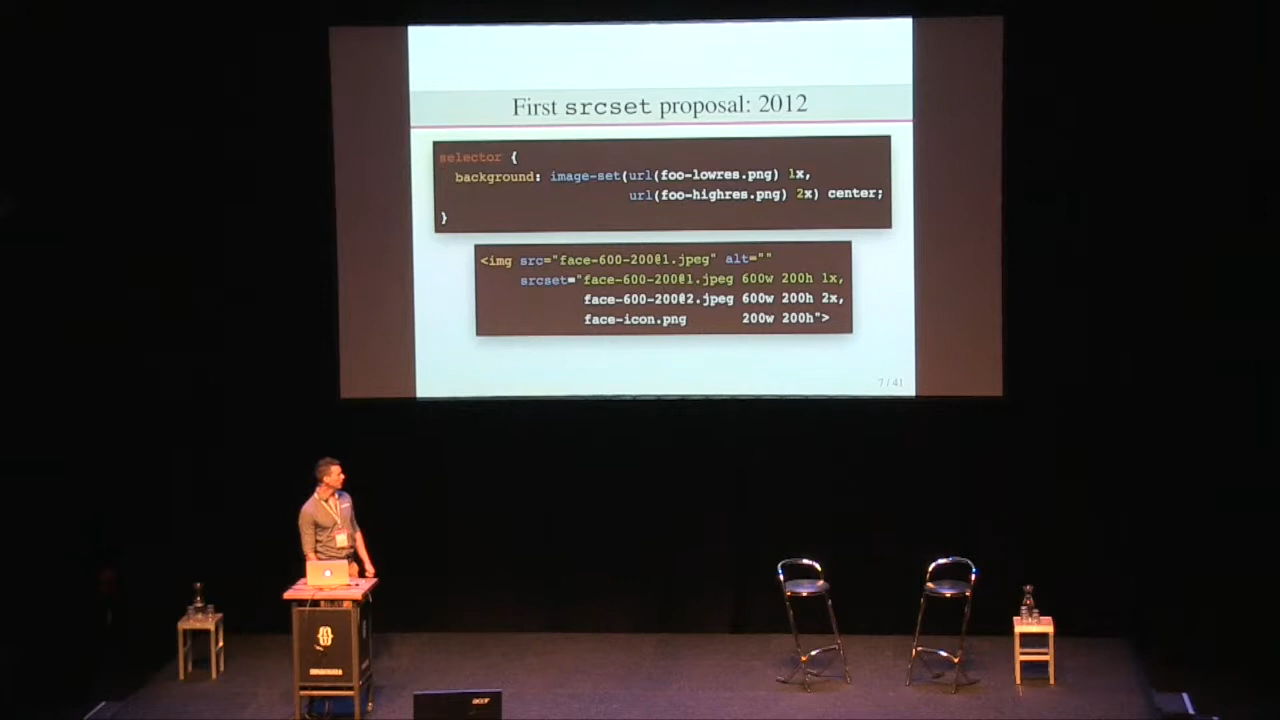 First srcset proposal: 2012
selector {
background: image-set(url(foo-lowres.png) 1x,
url(foo-highres.png) 2x) center;
}
<img src="face-600-200@1.jpeg" alt=""
srcset="face-600-200@1.jpeg 600w 200h 1x,
face-600-200@2.jpeg 600w 200h 2x,
face-icon.png 200w 200h">
7 / 41
acer